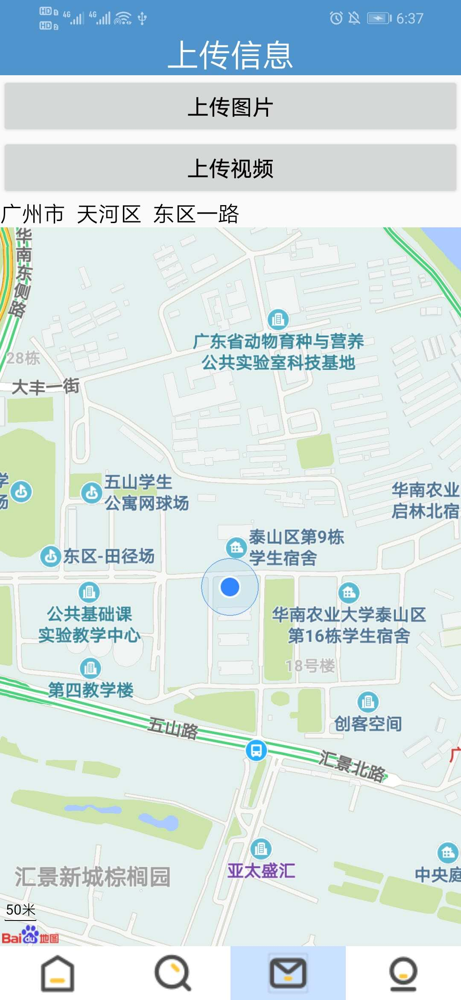 HD 1 4G 4G 6:37
HD 2
上传信息
上传图片
上传视频
广州市 天河区 东区一路
华南东侧路
广东省动物育种与营养
公共实验室科技基地
28栋
大丰一街
学
场
五山学生
公寓网球场
华南农业
启林北宿
泰山区第9栋
学生宿舍
东区-田径场
公共基础课
实验教学中心
华南农业大学泰山区
第16栋学生宿舍
18号楼
第四教学楼
创客空间
五山路
汇景北路
广
亚太盛汇
汇景新城棕榈园
中央庭
50米
Bai du 地图